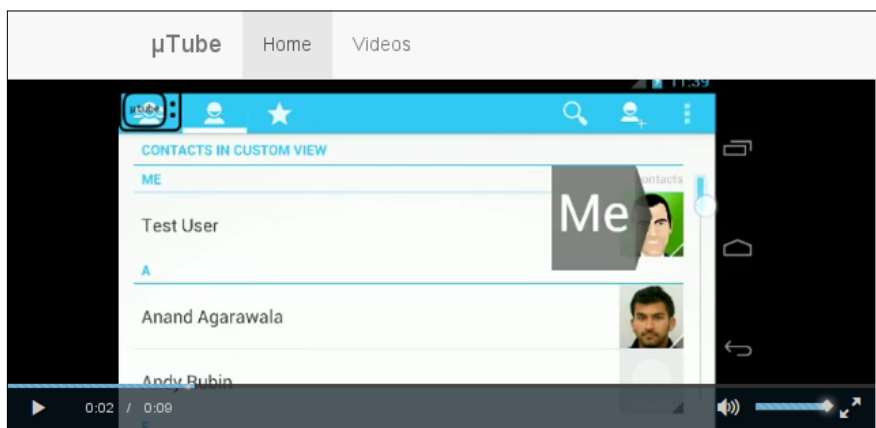 µTube Home Videos
11:39
µtube :
CONTACTS IN CUSTOM VIEW
ME
contacts
Me
Test User
A
Anand Agarawala
Andy Rubin
0:02 / 0:09